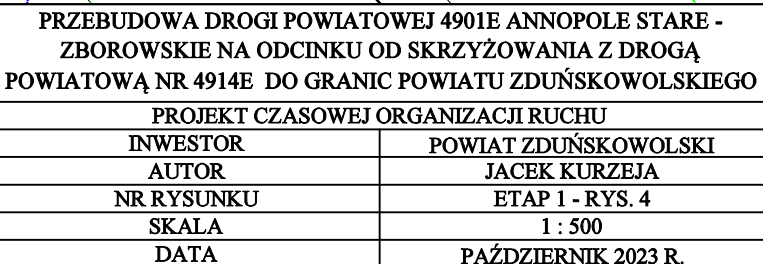 PRZEBUDOWA DROGI POWIATOWEJ 4901E ANNOPOLE STARE -
ZBOROWSKIE NA ODCINKU OD SKRZYŻOWANIA Z DROGĄ
POWIATOWĄ NR 4914E DO GRANIC POWIATU ZDUŃSKOWOLSKIEGO
PROJEKT CZASOWEJ ORGANIZACJI RUCHU
INWESTOR POWIAT ZDUŃSKOWOLSKI
AUTOR JACEK KURZEJA
NR RYSUNKU ETAP 1 - RYS. 4
SKALA 1 : 500
DATA PAŹDZIERNIK 2023 R.